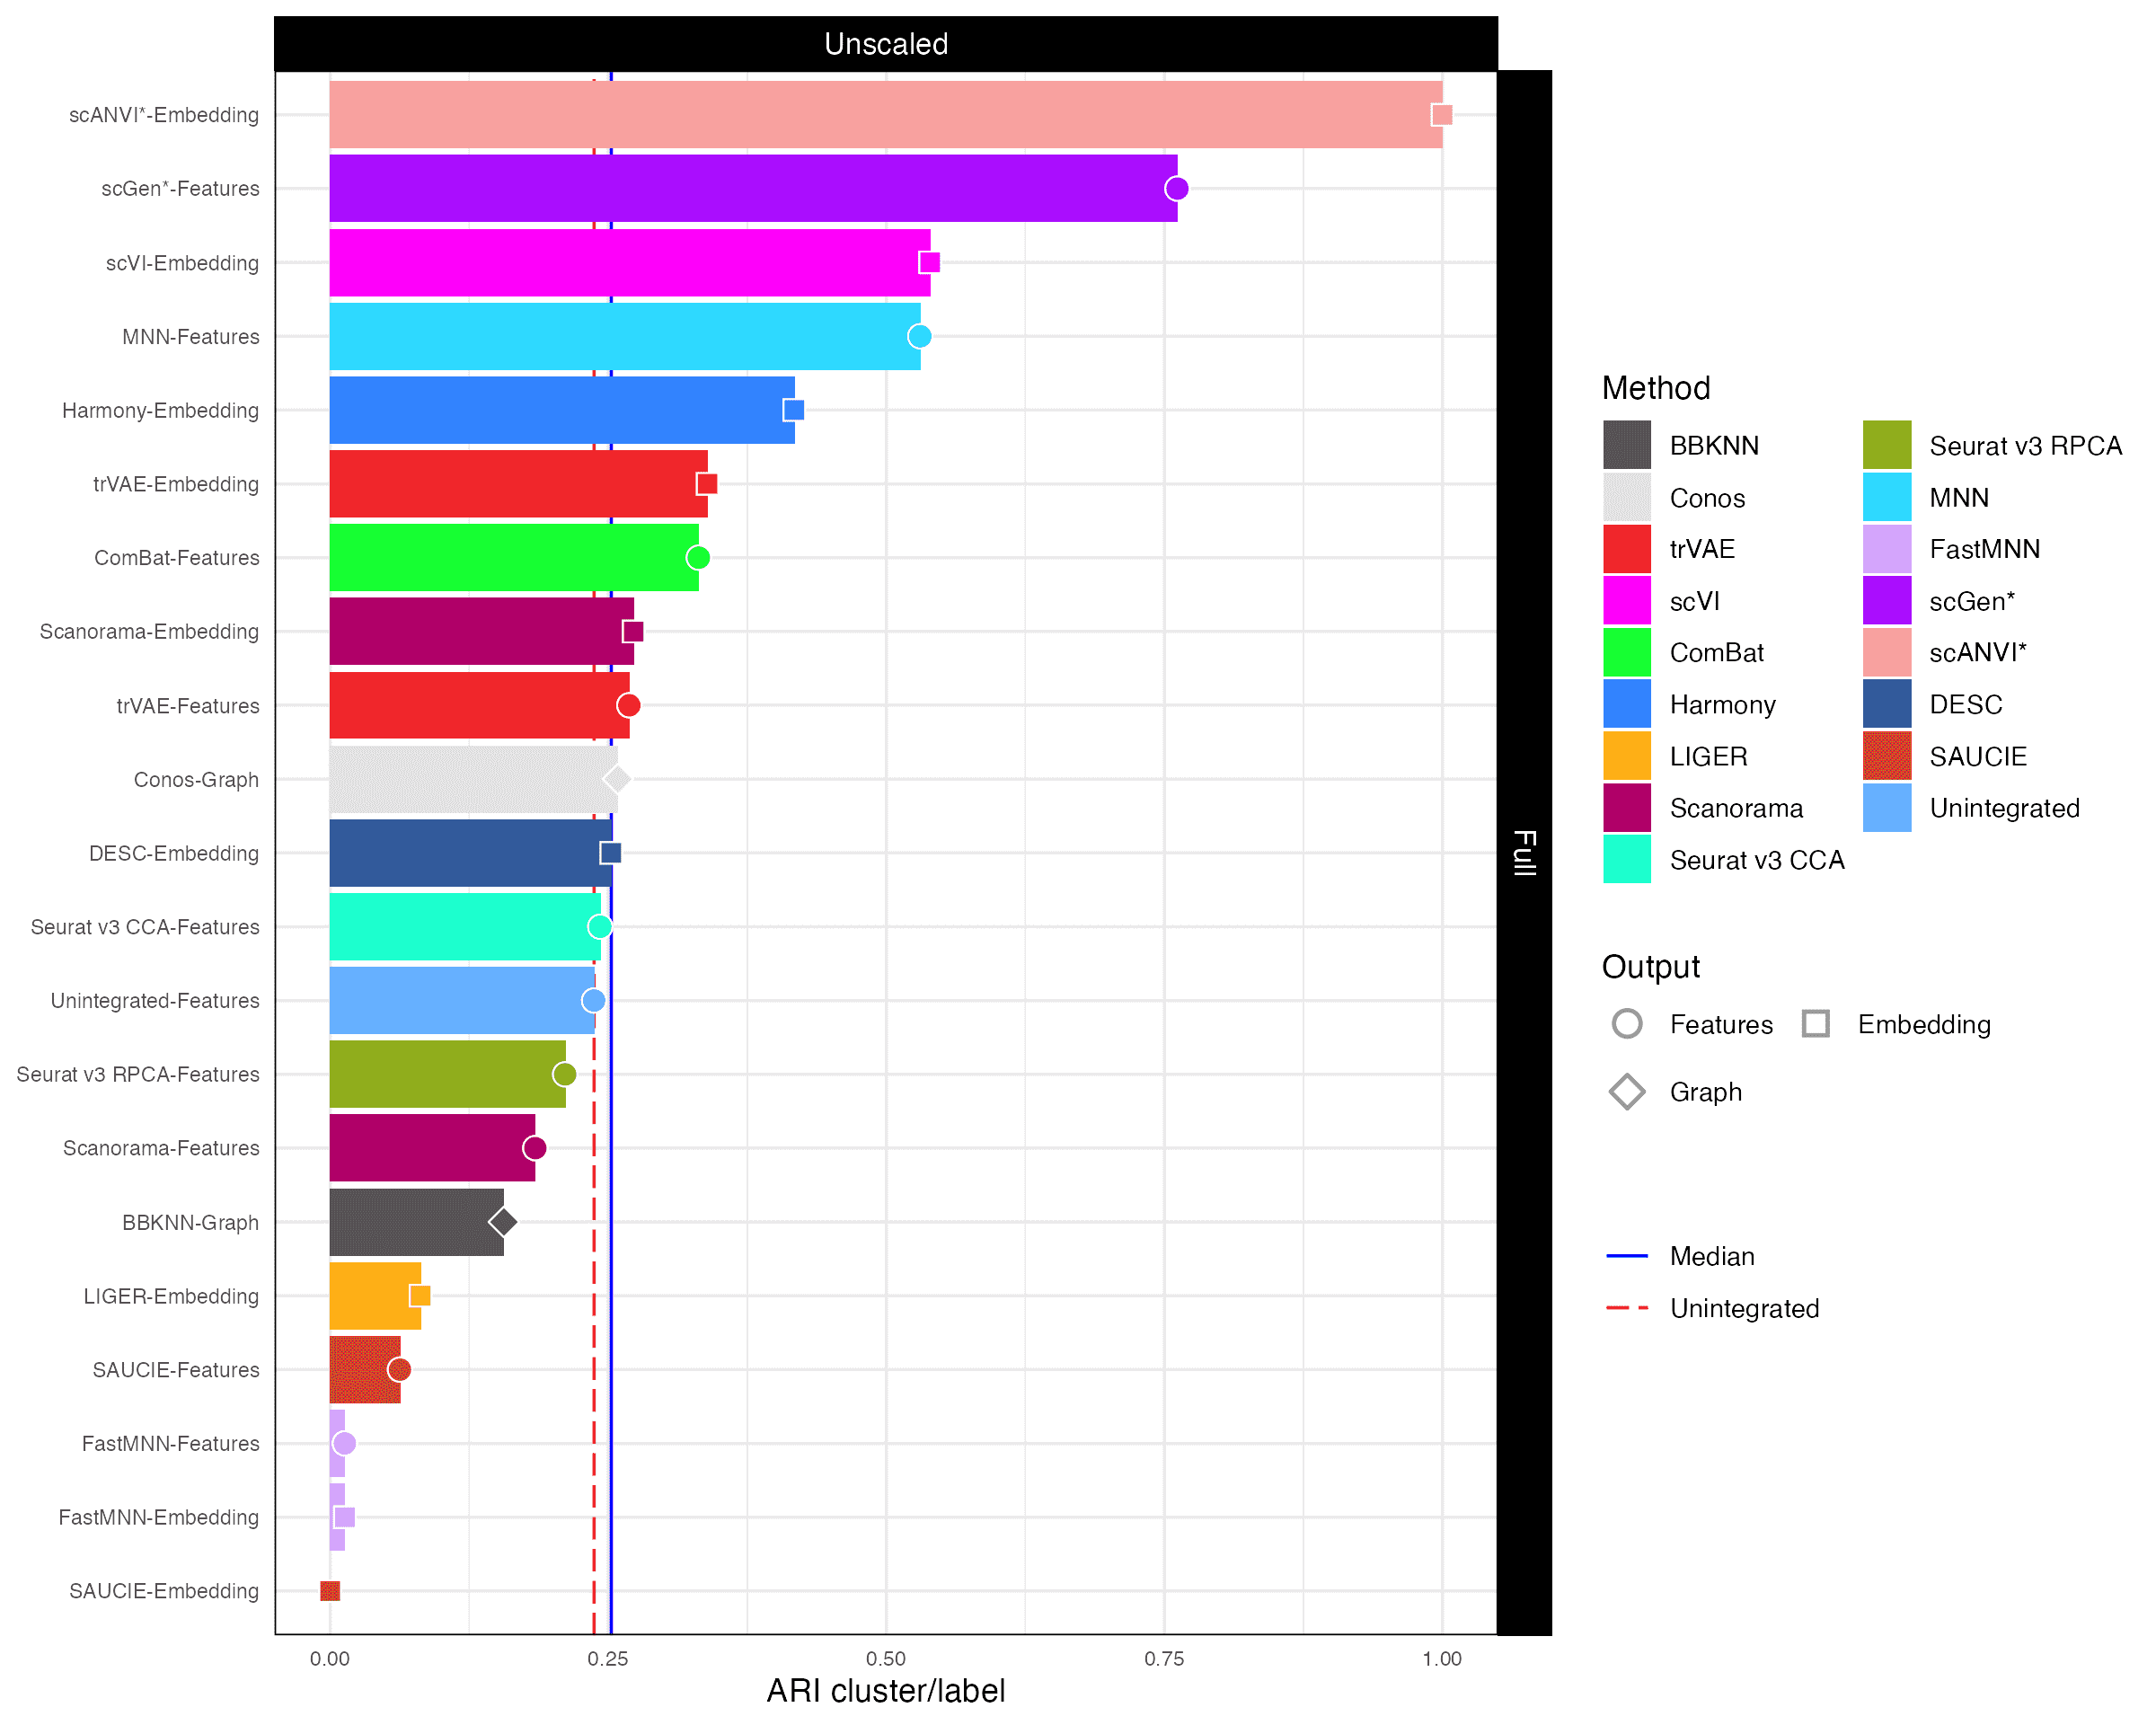 Unscaled
scANVI*-Embedding
scGen*-Features
scVI-Embedding
MNN-Features
Harmony-Embedding
trVAE-Embedding
ComBat-Features
Scanorama-Embedding
trVAE-Features
Conos-Graph
DESC-Embedding
Seurat v3 CCA-Features
Unintegrated-Features
Seurat v3 RPCA-Features
Scanorama-Features
BBKNN-Graph
LIGER-Embedding
SAUCIE-Features
FastMNN-Features
FastMNN-Embedding
SAUCIE-Embedding
0.00 0.25 0.50 0.75 1.00
ARI cluster/label
Full
Method
BBKNN
Conos
trVAE
scVI
ComBat
Harmony
LIGER
Scanorama
Seurat v3 CCA
Seurat v3 RPCA
MNN
FastMNN
scGen*
scANVI*
DESC
SAUCIE
Unintegrated
Output
Features Embedding
Graph
Median
Unintegrated